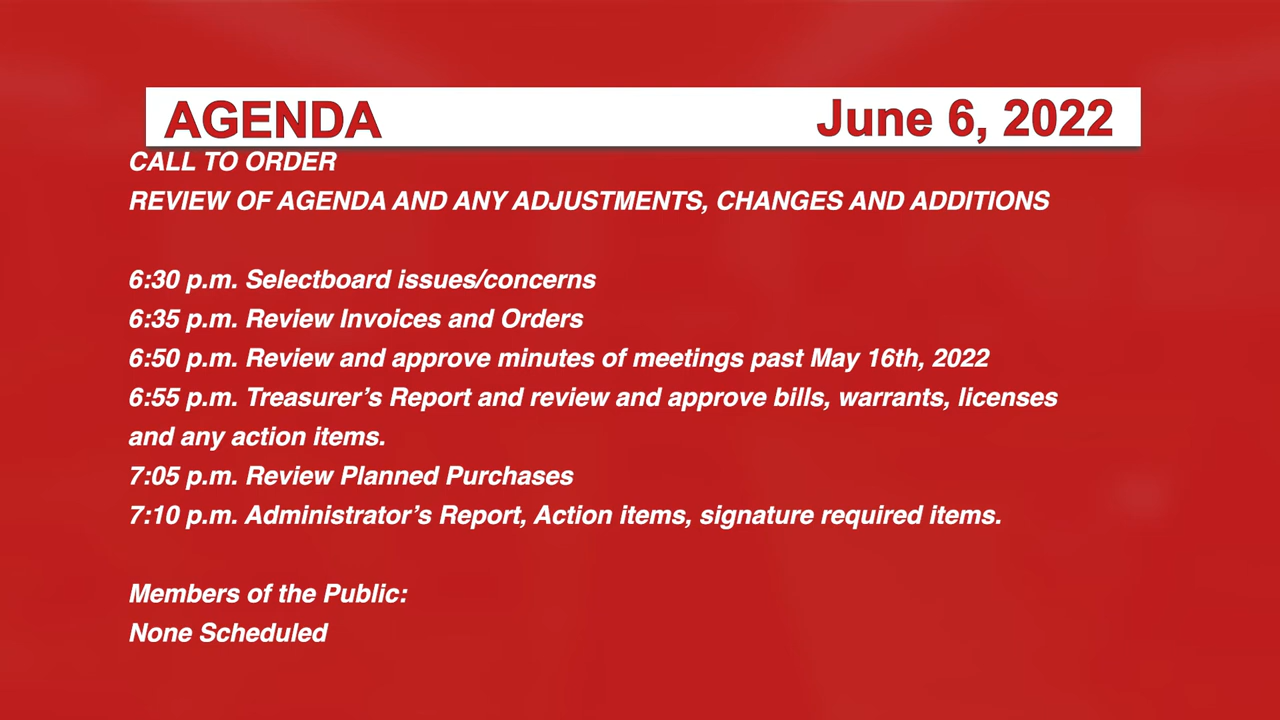 AGENDA June 6, 2022
CALL TO ORDER
REVIEW OF AGENDA AND ANY ADJUSTMENTS, CHANGES AND ADDITIONS
6:30 p.m. Selectboard issues/concerns
6:35 p.m. Review Invoices and Orders
6:50 p.m. Review and approve minutes of meetings past May 16th, 2022
6:55 p.m. Treasurer’s Report and review and approve bills, warrants, licenses
and any action items.
7:05 p.m. Review Planned Purchases
7:10 p.m. Administrator’s Report, Action items, signature required items.
Members of the Public:
None Scheduled